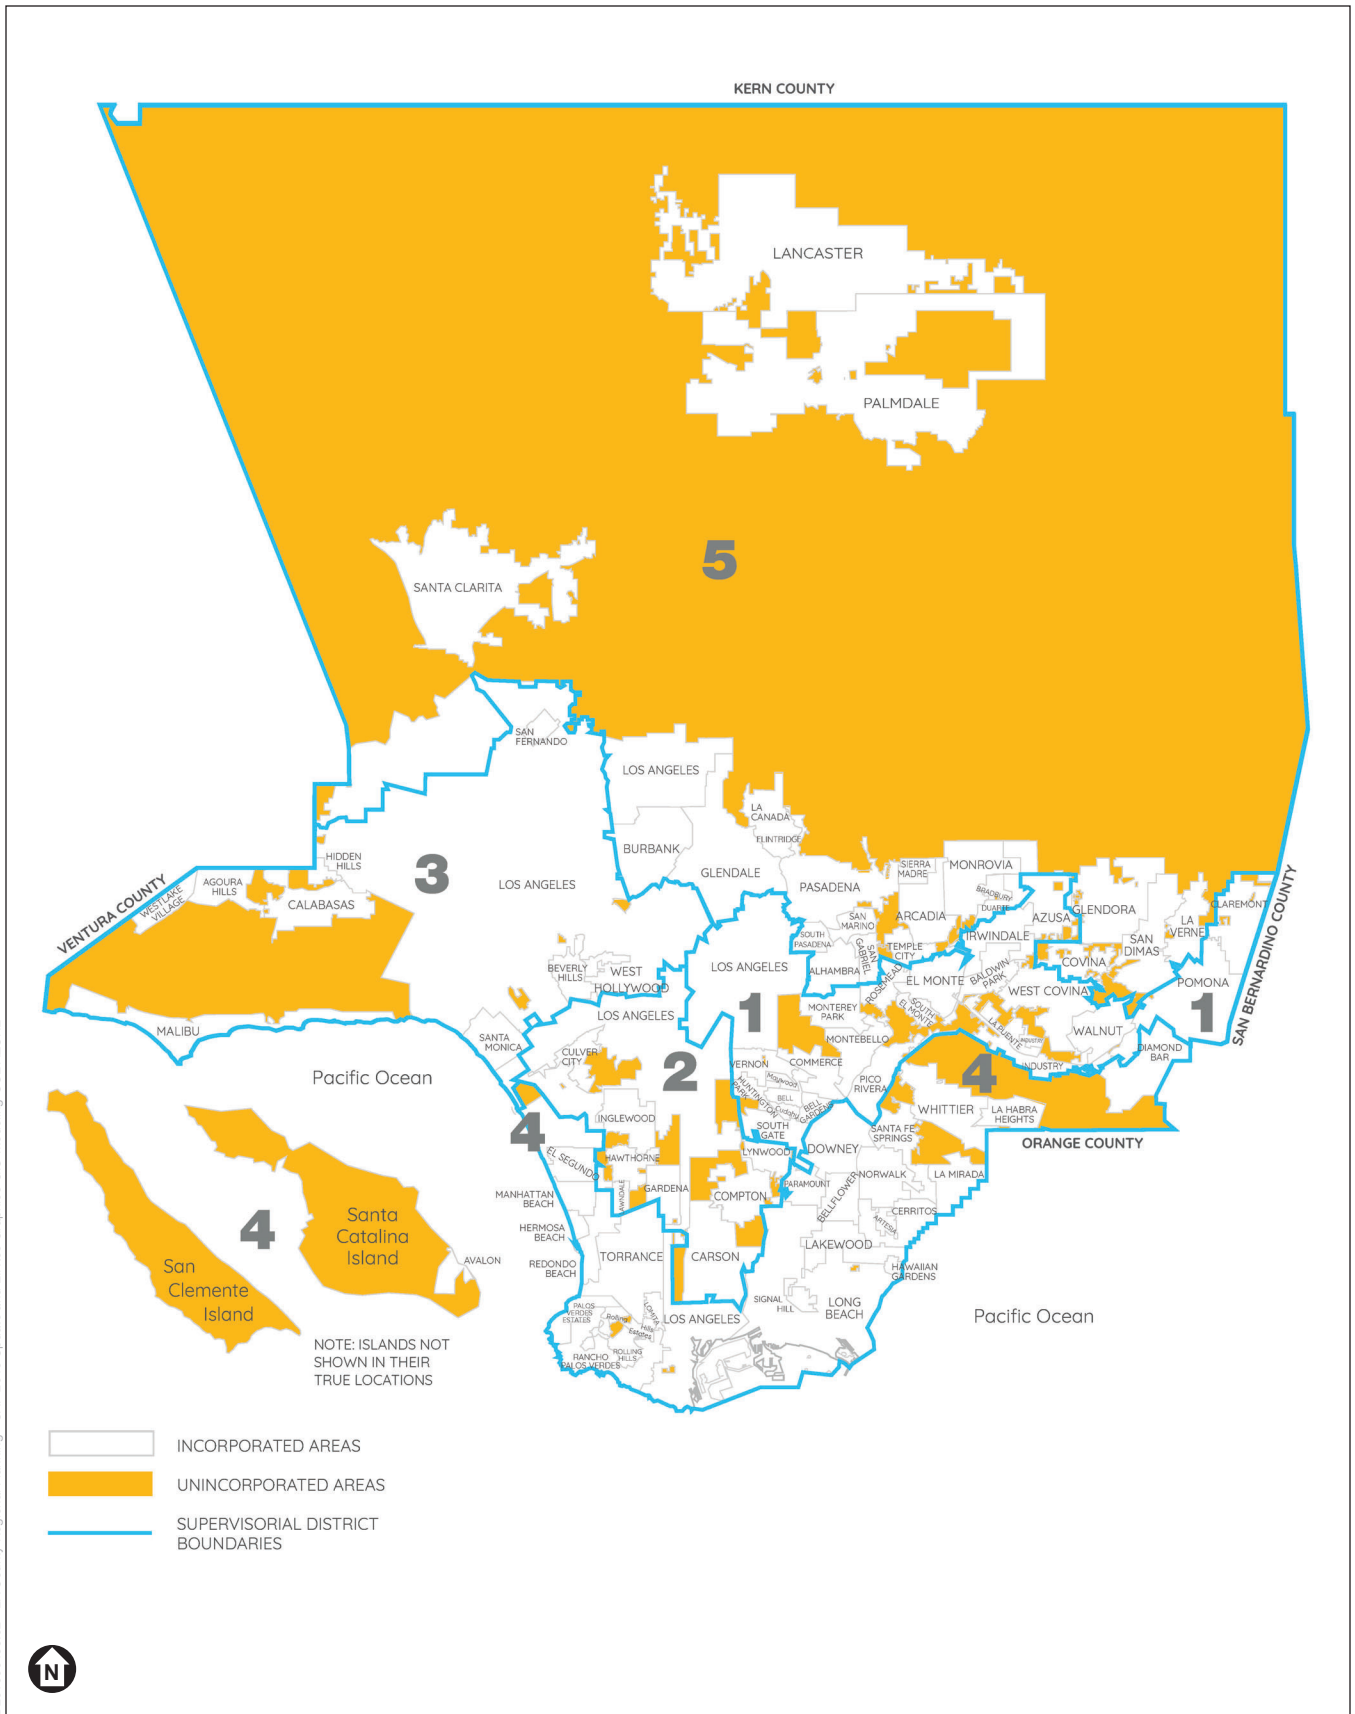 KERN COUNTY
LANCASTER
PALMDALE
5
SANTA CLARITA
SAN
FERNANDO
LOS ANGELES
LA
CANADA
FLINTRIDGE
BURBANK
GLENDALE
HIDDEN
HILLS
3
LOS ANGELES
AGOURA
HILLS
CALABASAS
WESTLAKE
VILLAGE
VENTURA COUNTY
PASADENA
SIERRA
MADRE
MONROVIA
BRADBURY
DUARTE
ARCADIA
AZUSA
GLENDORA
CLAREMONT
LA
VERNE
SAN
DIMAS
SAN
MARINO
SOUTH
PASADENA
SAN
GABRIEL
TEMPLE
CITY
IRWINDALE
COVINA
ALHAMBRA
ROSEMEAD
EL MONTE
BALDWIN
PARK
WEST COVINA
POMONA
1
SAN BERNARDINO COUNTY
BEVERLY
HILLS
WEST
HOLLYWOOD
LOS ANGELES
1
LOS ANGELES
MONTEREY
PARK
SOUTH
EL MONTE
LA PUENTE
INDUSTRY
WALNUT
DIAMOND
BAR
MALIBU
SANTA
MONICA
CULVER
CITY
2
MONTEBELLO
VERNON
COMMERCE
INDUSTRY
4
Pacific Ocean
Maywood
HUNTINGTON
PARK
BELL
Cudahy
BELL
GARDENS
PICO
RIVERA
WHITTIER
LA HABRA
HEIGHTS
INGLEWOOD
SOUTH
GATE
SANTA FE
SPRINGS
ORANGE COUNTY
4
EL SEGUNDO
HAWTHORNE
LYNWOOD
DOWNEY
LAWNDALE
GARDENA
COMPTON
PARAMOUNT
BELLFLOWER
NORWALK
LA MIRADA
MANHATTAN
BEACH
HERMOSA
BEACH
REDONDO
BEACH
ARTESIA
CERRITOS
TORRANCE
CARSON
LAKEWOOD
HAWAIIAN
GARDENS
4
San
Clemente
Island
Santa
Catalina
Island
AVALON
PALOS
VERDES
ESTATES
Rolling
Hills
Estates
LOMITA
ROLLING
HILLS
RANCHO
PALOS VERDES
LOS ANGELES
SIGNAL
HILL
LONG
BEACH
Pacific Ocean
NOTE: ISLANDS NOT
SHOWN IN THEIR
TRUE LOCATIONS
INCORPORATED AREAS
UNINCORPORATED AREAS
SUPERVISORIAL DISTRICT
BOUNDARIES
N